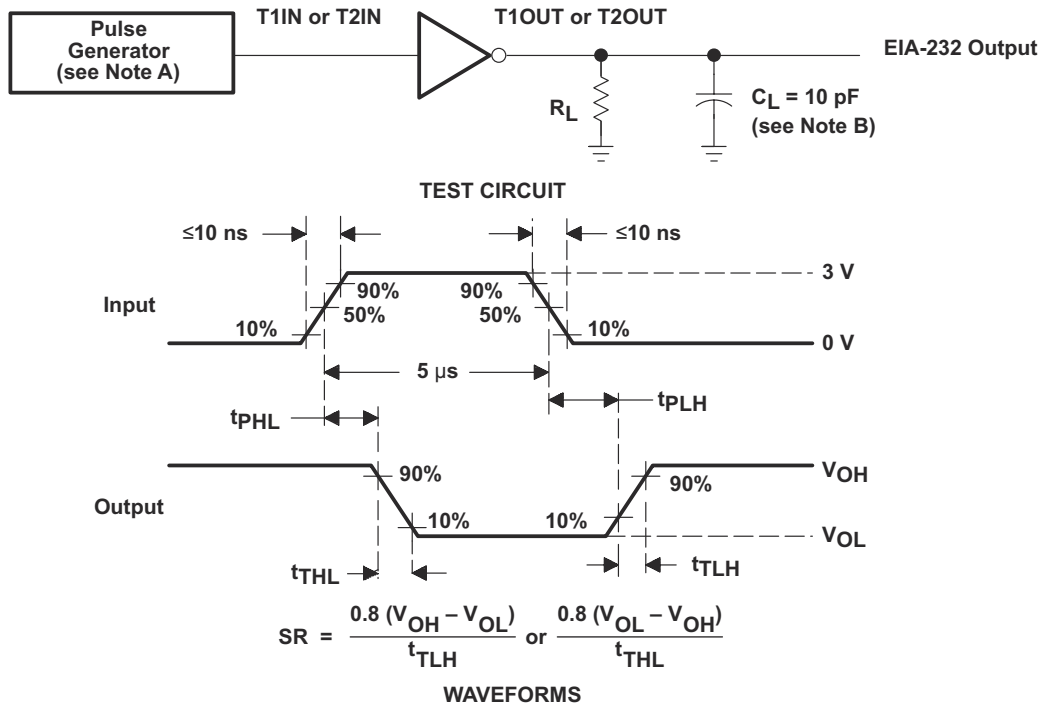 T1IN or T2IN
T1OUT or T2OUT
Pulse
Generator
(see Note A)
EIA-232 Output
RL
CL = 10 pF
(see Note B)
TEST CIRCUIT
≤10 ns
≤10 ns
3 V
Input
90%
90%
50%
50%
10%
10%
0 V
5 µs
tPHL
tPLH
VOH
90%
90%
Output
10%
10%
VOL
tTHL
tTLH
SR = 0.8 (VOH – VOL) / tTLH or 0.8 (VOL – VOH) / tTHL
WAVEFORMS